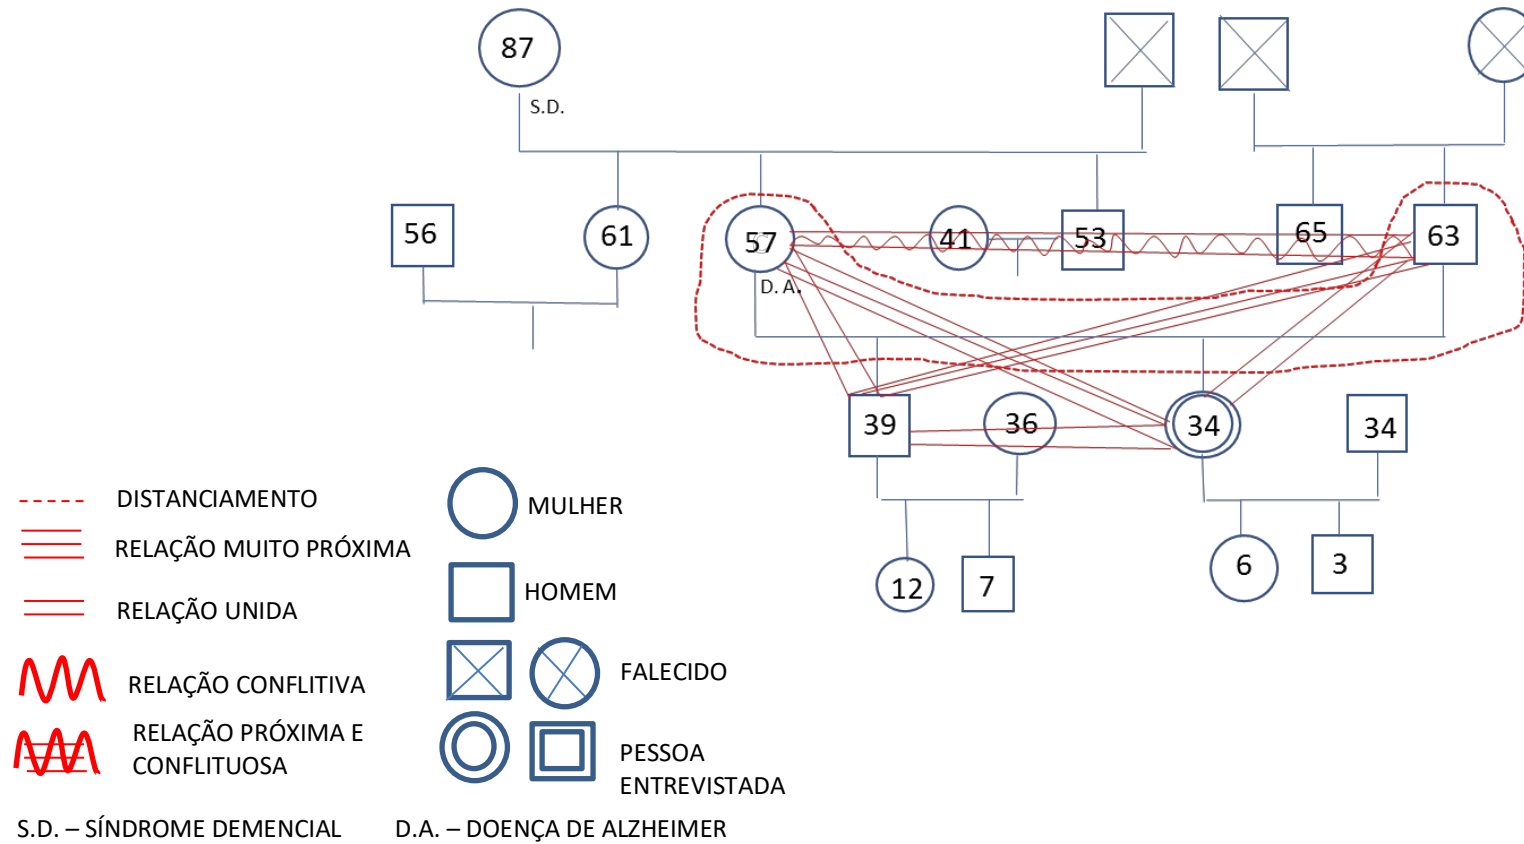 87
S.D.
56
61
57
41
53
65
63
D. A.
39
36
34
34
12
7
6
3
DISTANCIAMENTO
RELAÇÃO MUITO PRÓXIMA
RELAÇÃO UNIDA
RELAÇÃO CONFLITIVA
RELAÇÃO PRÓXIMA E
CONFLITUOSA
MULHER
HOMEM
FALECIDO
PESSOA
ENTREVISTADA
S.D. – SÍNDROME DEMENCIAL
D.A. – DOENÇA DE ALZHEIMER